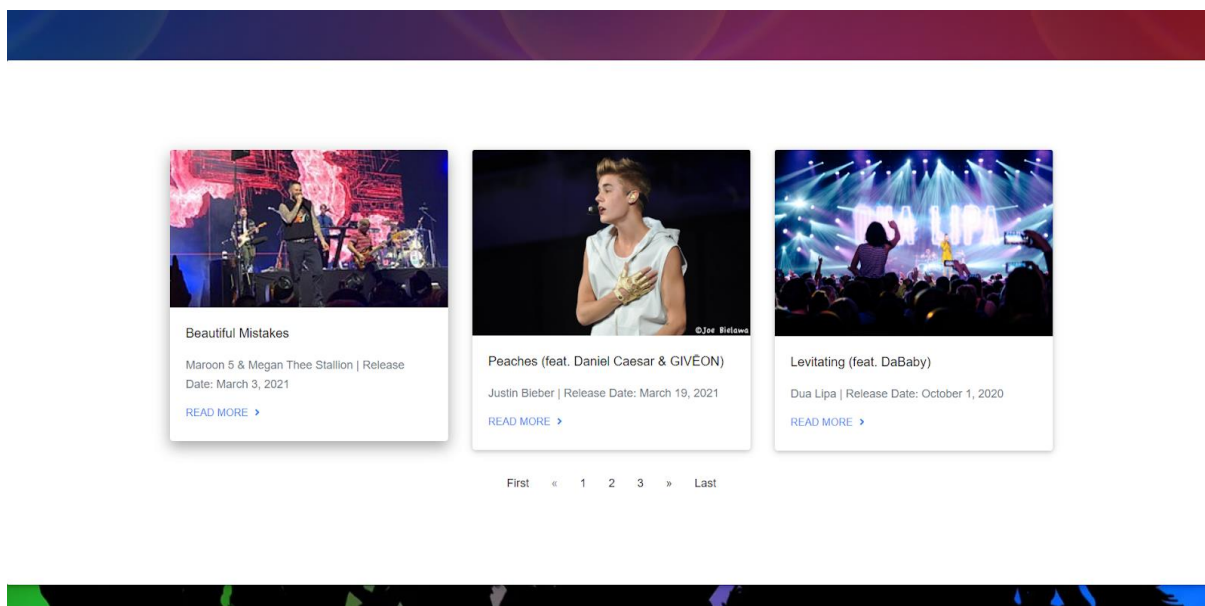 DUA LIPA
©Joe Bielawa
Beautiful Mistakes
Maroon 5 & Megan Thee Stallion | Release
Date: March 3, 2021
READ MORE >
Peaches (feat. Daniel Caesar & GIVĒON)
Justin Bieber | Release Date: March 19, 2021
READ MORE >
Levitating (feat. DaBaby)
Dua Lipa | Release Date: October 1, 2020
READ MORE >
First « 1 2 3 » Last